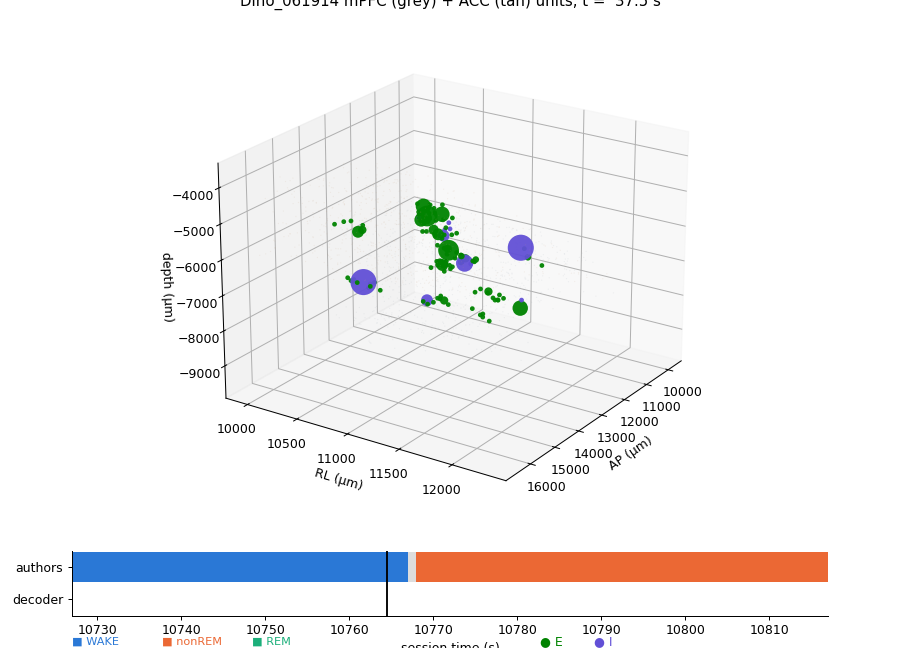 Dino_061914 mPFC (grey) + ACC (tan) units, t = 37.5 s
−4000
−5000
−6000
−7000
−8000
−9000
depth (μm)
10000
10500
11000
11500
12000
RL (μm)
10000
11000
12000
13000
14000
15000
16000
AP (μm)
authors
decoder
10730 10740 10750 10760 10770 10780 10790 10800 10810
WAKE nonREM REM E I
session time (s)